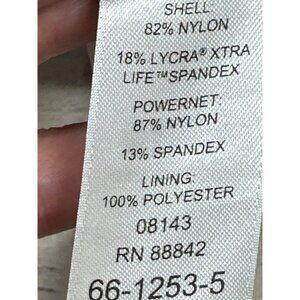 SHELL:
82% NYLON
18% LYCRA® XTRA
LIFE™SPANDEX
POWERNET:
87% NYLON
13% SPANDEX
LINING:
100% POLYESTER
08143
RN 88842
66-1253-5